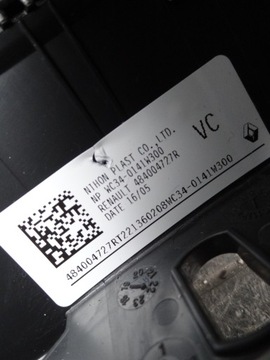 NIHON PLAST CO.,LTD.
NP WC34-0141W300
RENAULT 484004727R
DATE 16/05
VC
484004727RT221360208WC34-0141W300